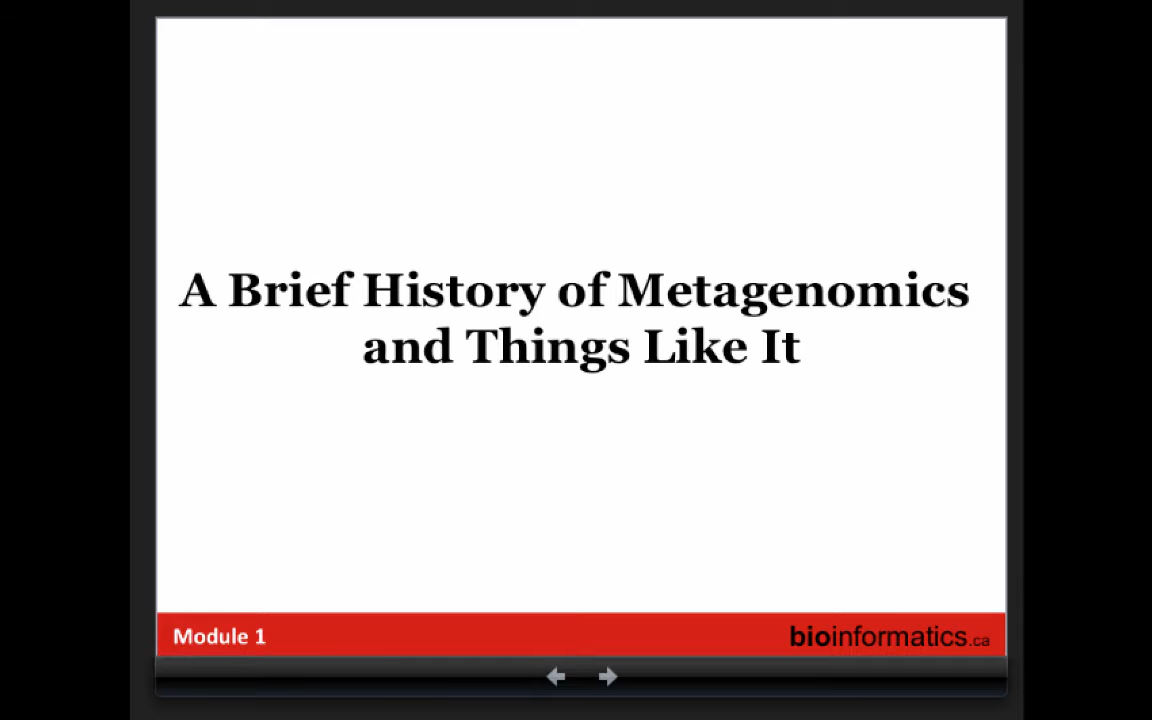 A Brief History of Metagenomics
and Things Like It
Module 1
bioinformatics.ca